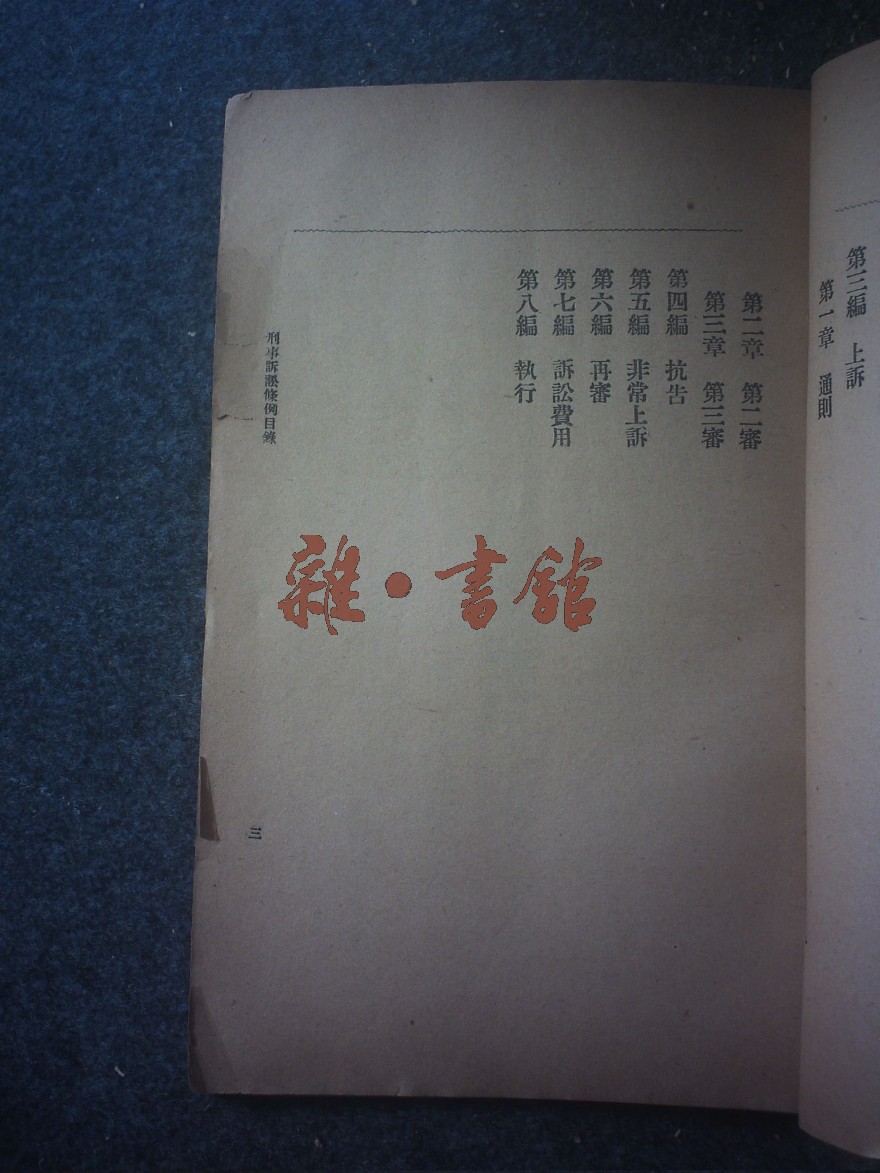 第三編　上訴
第一章　通則
第二章　第二審
第三章　第三審
第四編　抗告
第五編　非常上訴
第六編　再審
第七編　訴訟費用
第八編　執行
刑事訴訟條例目錄
三
雜・書館